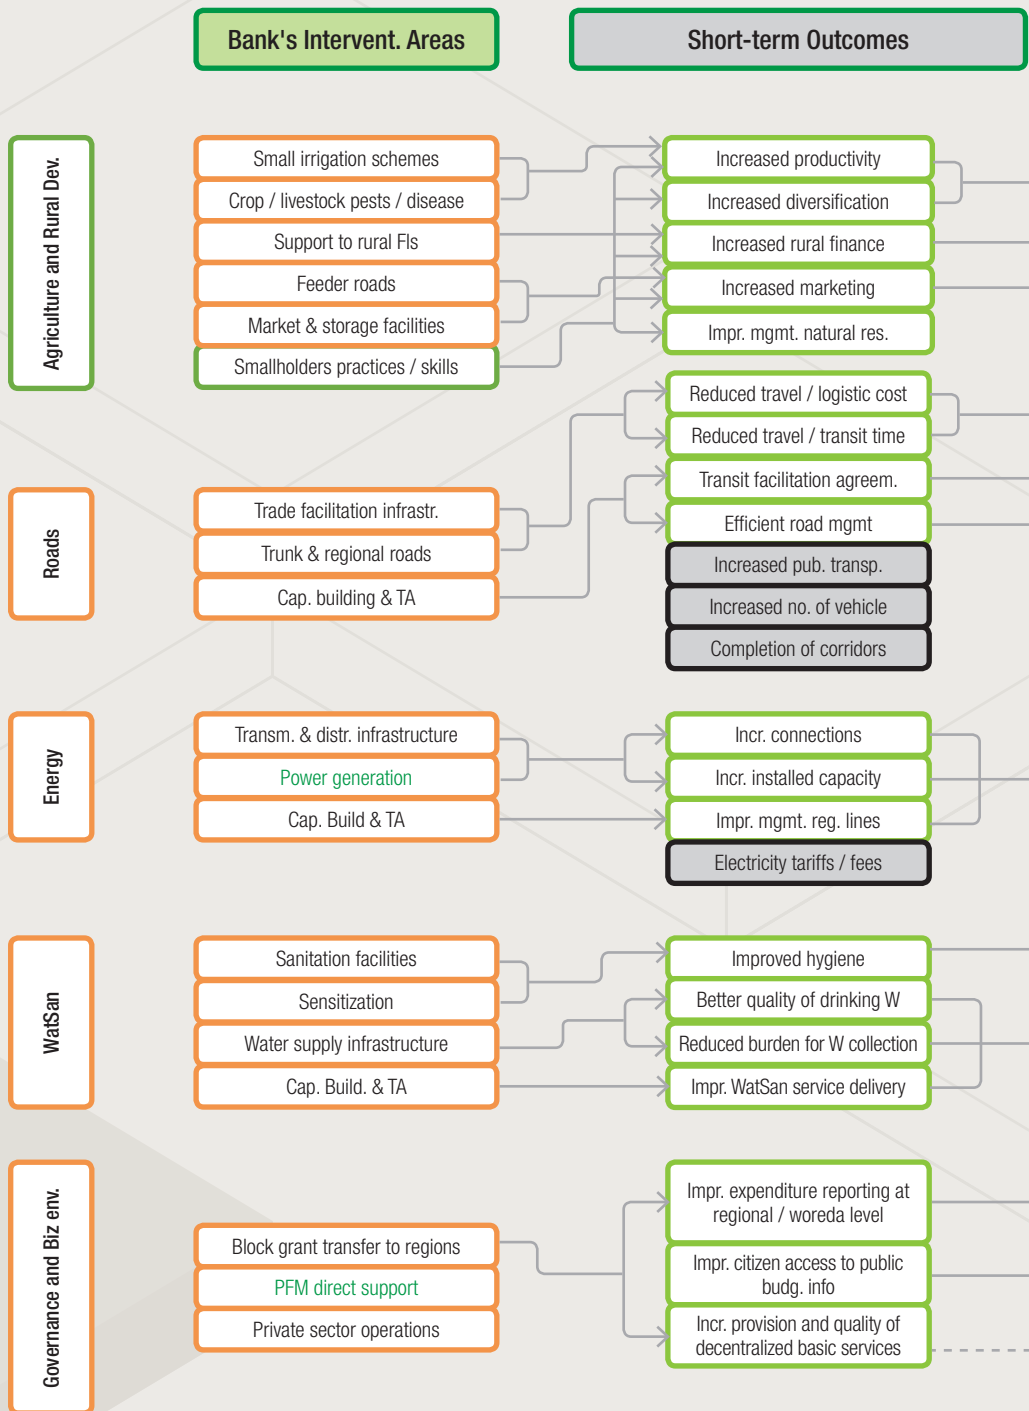 Bank's Intervent. Areas
Short-term Outcomes
Agriculture and Rural Dev.
Small irrigation schemes
Crop / livestock pests / disease
Support to rural FIs
Feeder roads
Market & storage facilities
Smallholders practices / skills
Increased productivity
Increased diversification
Increased rural finance
Increased marketing
Impr. mgmt. natural res.
Roads
Trade facilitation infrastr.
Trunk & regional roads
Cap. building & TA
Reduced travel / logistic cost
Reduced travel / transit time
Transit facilitation agreem.
Efficient road mgmt
Increased pub. transp.
Increased no. of vehicle
Completion of corridors
Energy
Transm. & distr. infrastructure
Power generation
Cap. Build & TA
Incr. connections
Incr. installed capacity
Impr. mgmt. reg. lines
Electricity tariffs / fees
WatSan
Sanitation facilities
Sensitization
Water supply infrastructure
Cap. Build. & TA
Improved hygiene
Better quality of drinking W
Reduced burden for W collection
Impr. WatSan service delivery
Governance and Biz env.
Block grant transfer to regions
PFM direct support
Private sector operations
Impr. expenditure reporting at
regional / woreda level
Impr. citizen access to public
budg. info
Incr. provision and quality of
decentralized basic services